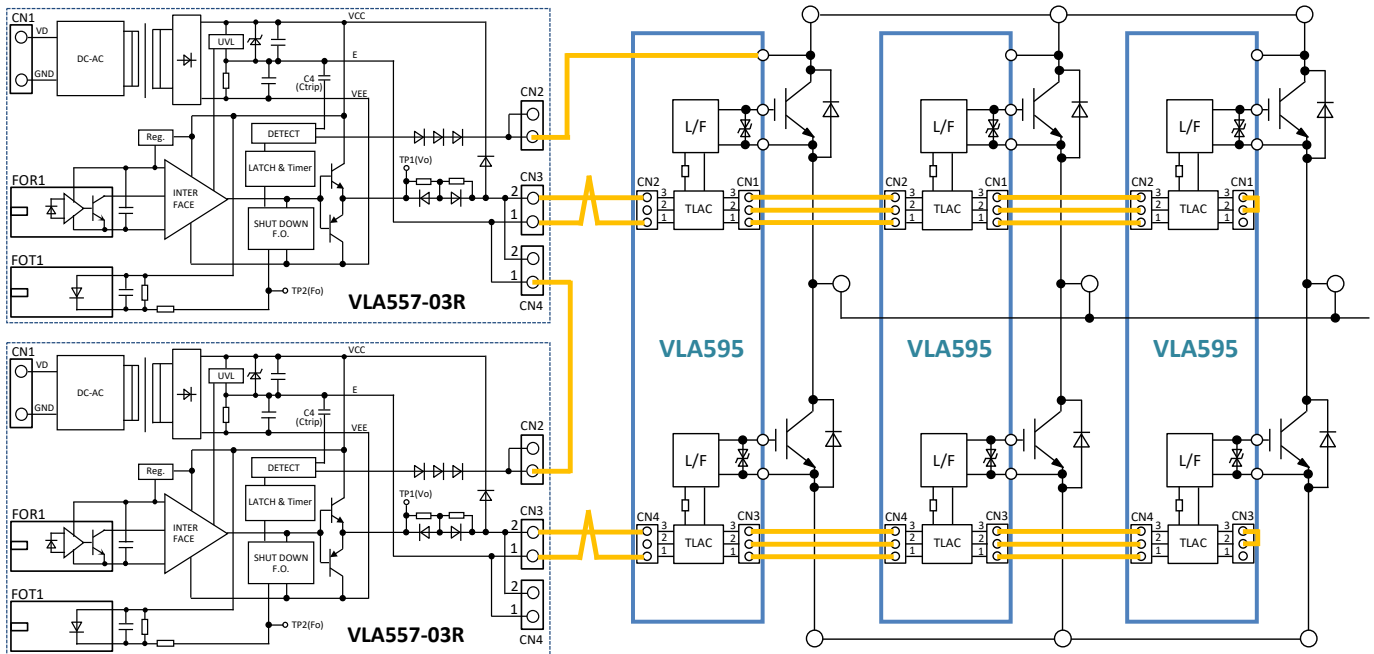 CN1
VD
GND
DC-AC
UVL
VCC
E
C4
(Ctrip)
VEE
CN2
Reg.
DETECT
LATCH & Timer
TP1(Vo)
FOR1
INTER
FACE
SHUT DOWN
F.O.
CN3
2
1
FOT1
TP2(Fo)
2
1
CN4
VLA557-03R
CN1
VD
GND
DC-AC
UVL
VCC
E
C4
(Ctrip)
VEE
CN2
Reg.
DETECT
LATCH & Timer
TP1(Vo)
FOR1
INTER
FACE
SHUT DOWN
F.O.
CN3
2
1
FOT1
TP2(Fo)
2
1
CN4
VLA557-03R
L/F
CN2
3
2
1
TLAC
CN1
3
2
1
L/F
CN2
3
2
1
TLAC
CN1
3
2
1
L/F
CN2
3
2
1
TLAC
CN1
3
2
1
VLA595
VLA595
VLA595
L/F
CN4
3
2
1
TLAC
CN3
3
2
1
L/F
CN4
3
2
1
TLAC
CN3
3
2
1
L/F
CN4
3
2
1
TLAC
CN3
3
2
1